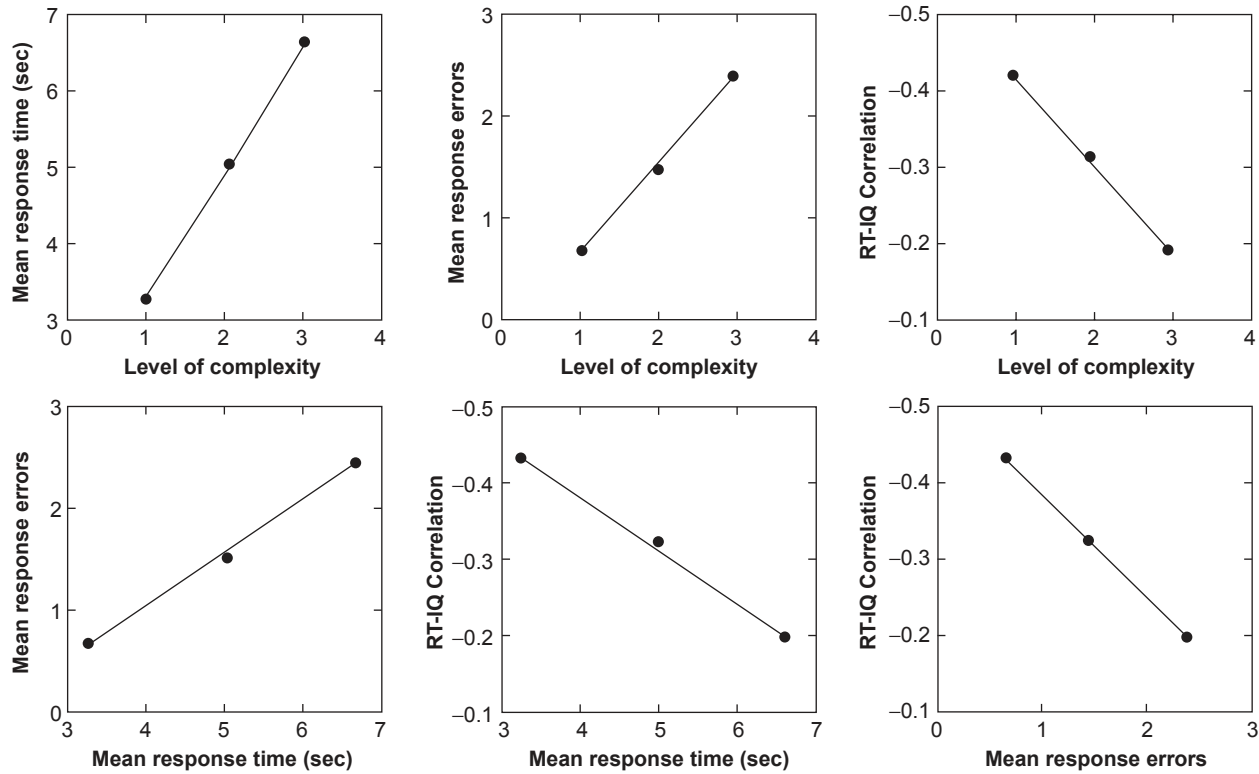 7
6
5
4
3
0 1 2 3 4
Mean response time (sec)
Level of complexity
3
2
1
0
0 1 2 3 4
Mean response errors
Level of complexity
–0.5
–0.4
–0.3
–0.2
–0.1
0 1 2 3 4
RT-IQ Correlation
Level of complexity
3
2
1
0
3 4 5 6 7
Mean response errors
Mean response time (sec)
–0.5
–0.4
–0.3
–0.2
–0.1
3 4 5 6 7
RT-IQ Correlation
Mean response time (sec)
–0.5
–0.4
–0.3
–0.2
–0.1
0 1 2 3
RT-IQ Correlation
Mean response errors